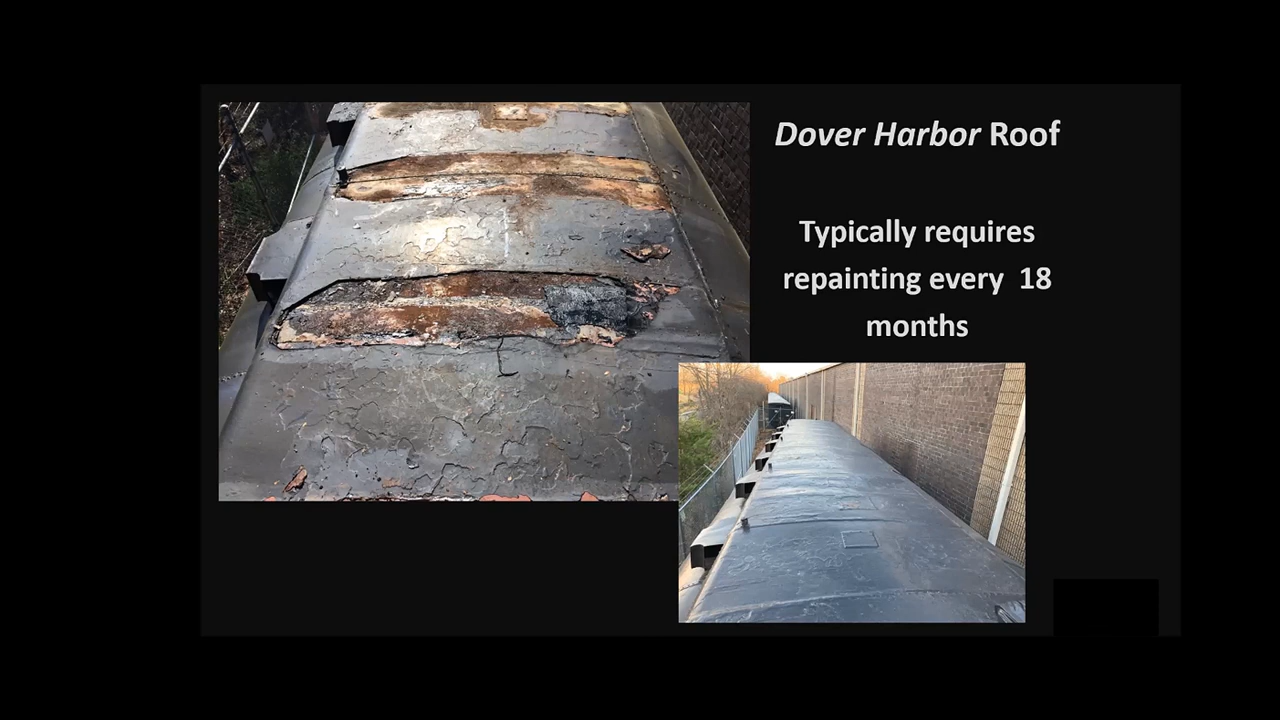 Dover Harbor Roof
Typically requires
repainting every  18
months